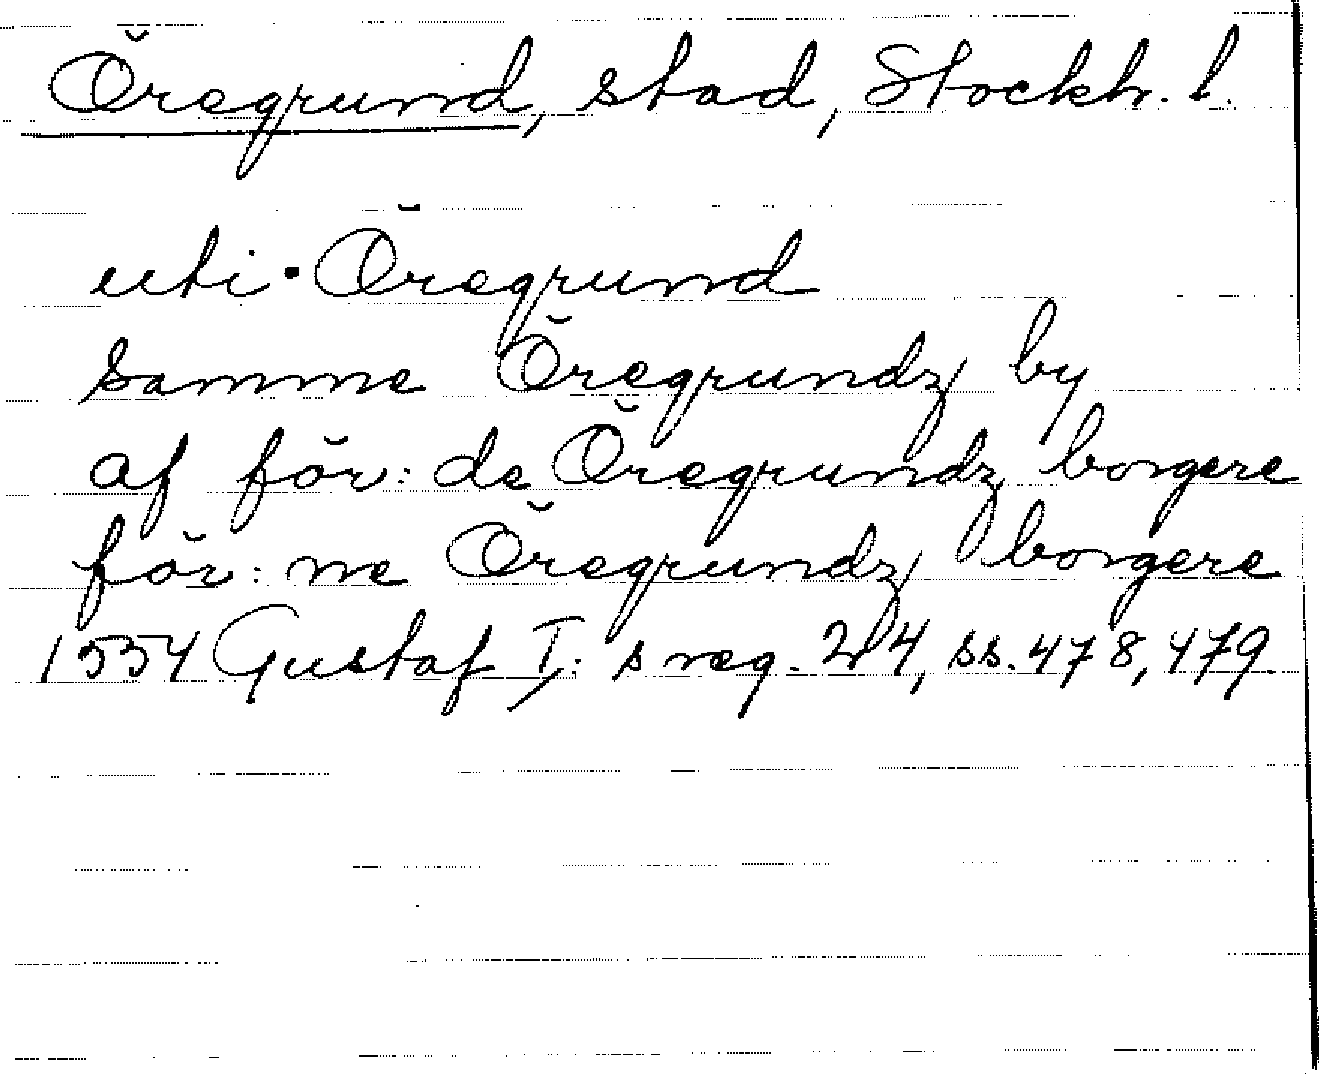 Öregrund, stad, Stockh. l.
uti Öregrund
samme Öregrundz by
af för: de Öregrundz borgere
för: ne Öregrundz borgere
1554 Gustaf I: s reg. 24, ss. 478, 479